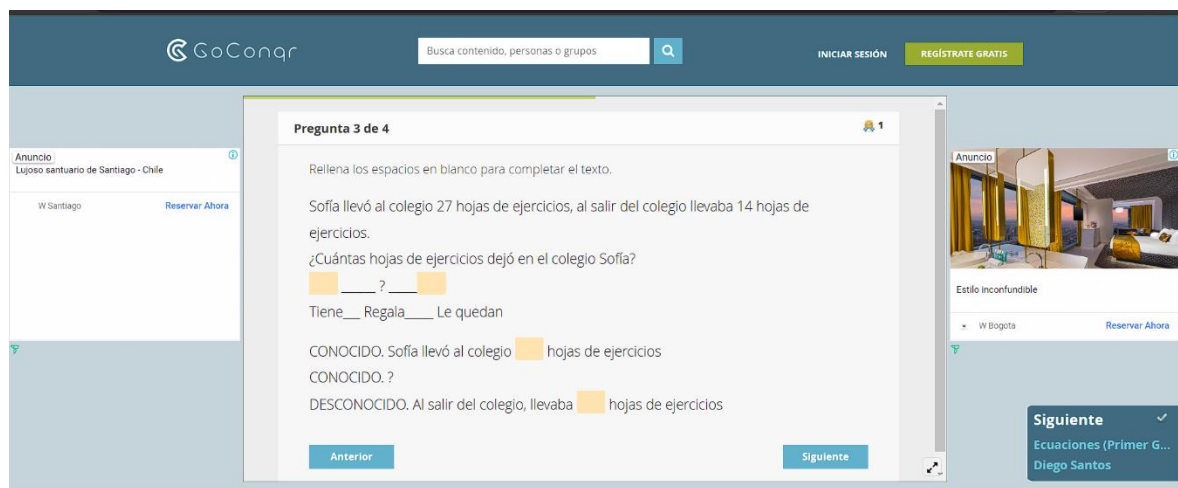 GoConqr
Busca contenido, personas o grupos
INICIAR SESIÓN
REGÍSTRATE GRATIS
Pregunta 3 de 4
1
Rellena los espacios en blanco para completar el texto.
Sofía llevó al colegio 27 hojas de ejercicios, al salir del colegio llevaba 14 hojas de
ejercicios.
¿Cuántas hojas de ejercicios dejó en el colegio Sofía?
_____ ? ____
Tiene___ Regala_____ Le quedan
CONOCIDO. Sofía llevó al colegio hojas de ejercicios
CONOCIDO. ?
DESCONOCIDO. Al salir del colegio, llevaba hojas de ejercicios
Anterior
Siguiente
Anuncio
Lujoso santuario de Santiago - Chile
W Santiago
Reservar Ahora
Anuncio
Estilo inconfundible
W Bogota
Reservar Ahora
Siguiente
Ecuaciones (Primer G...
Diego Santos